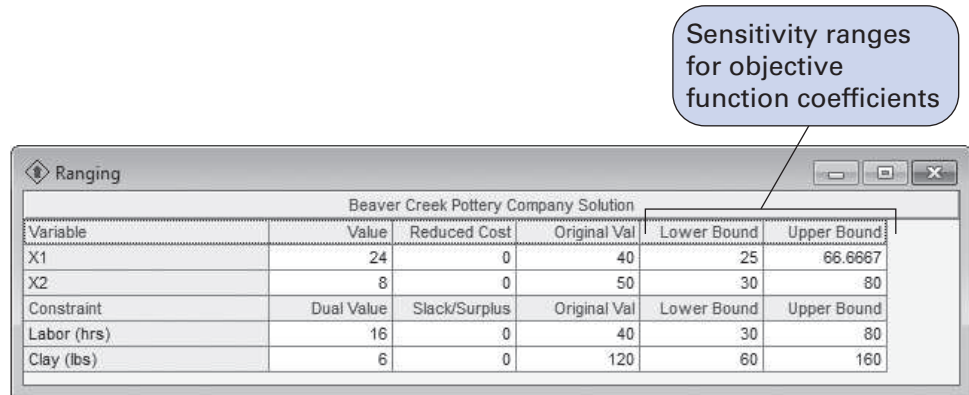 Sensitivity ranges
for objective
function coefficients
Ranging
Beaver Creek Pottery Company Solution
Variable Value Reduced Cost Original Val Lower Bound Upper Bound
X1 24 0 40 25 66.6667
X2 8 0 50 30 80
Constraint Dual Value Slack/Surplus Original Val Lower Bound Upper Bound
Labor (hrs) 16 0 40 30 80
Clay (lbs) 6 0 120 60 160